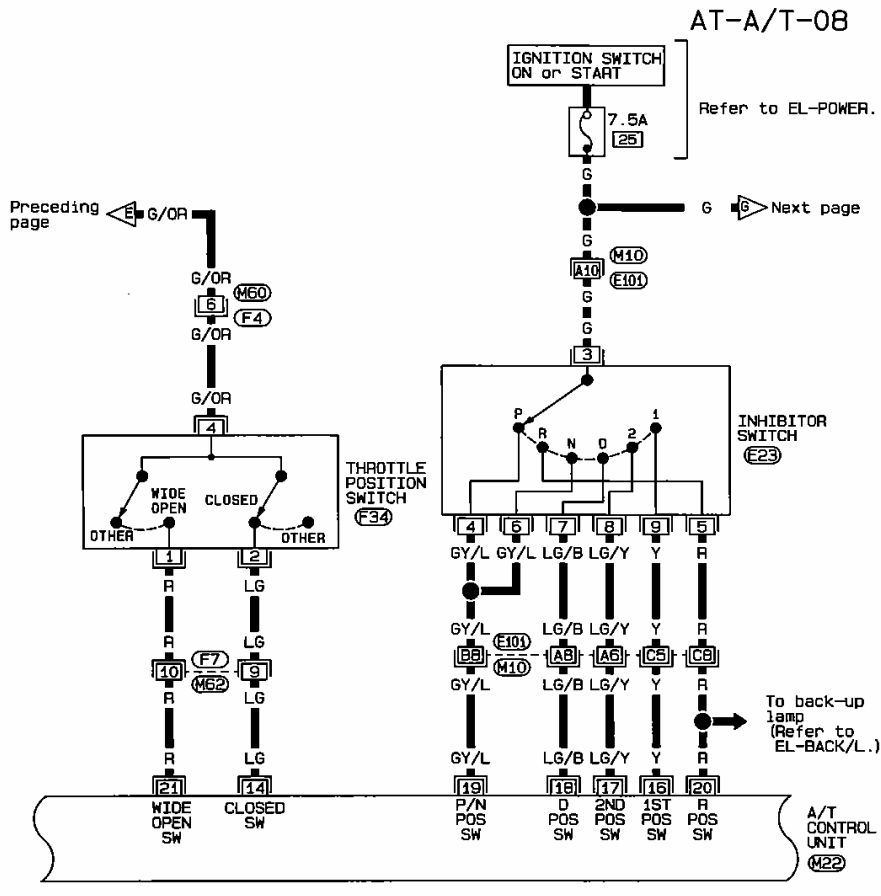 AT-A/T-08
IGNITION SWITCH
ON or START
7.5A
25
Refer to EL-POWER.
G
Preceding
page
E
G/OR
G
G
Next page
G
G/OR
6
M60
F4
G/OR
A10
M10
E101
G
G
G/OR
4
3
P
R
N
D
2
1
INHIBITOR
SWITCH
E23
WIDE
OPEN
CLOSED
OTHER
OTHER
THROTTLE
POSITION
SWITCH
F34
1
2
4
6
7
8
9
5
R
LG
GY/L
GY/L
LG/B
LG/Y
Y
R
R
LG
GY/L
LG/B
LG/Y
Y
R
10
F7
M62
9
B8
E101
M10
A8
A6
C5
C8
R
LG
GY/L
LG/B
LG/Y
Y
R
To back-up
lamp
(Refer to
EL-BACK/L.)
R
LG
GY/L
LG/B
LG/Y
Y
R
21
14
19
18
17
16
20
WIDE
OPEN
SW
CLOSED
SW
P/N
POS
SW
D
POS
SW
2ND
POS
SW
1ST
POS
SW
R
POS
SW
A/T
CONTROL
UNIT
M22